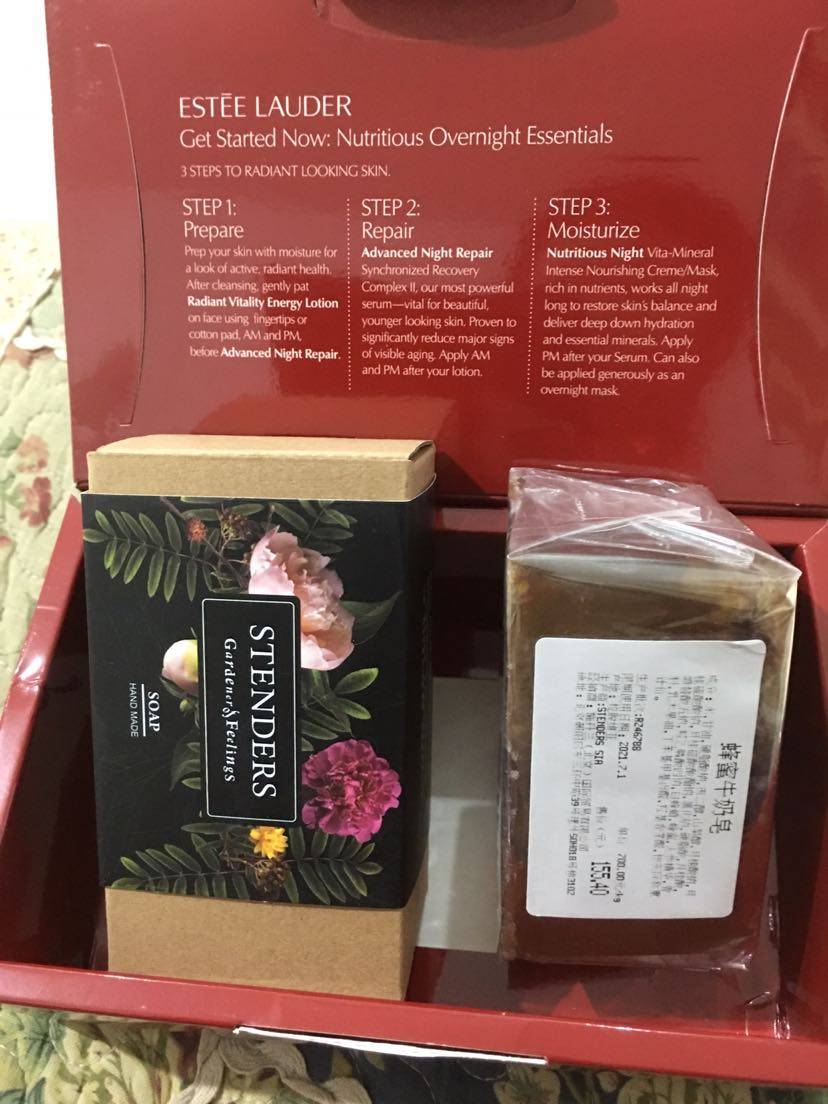 ESTĒE LAUDER
Get Started Now: Nutritious Overnight Essentials
3 STEPS TO RADIANT LOOKING SKIN.
STEP 1:
Prepare
Prep your skin with moisture for
a look of active, radiant health.
After cleansing, gently pat
Radiant Vitality Energy Lotion
on face using fingertips or
cotton pad, AM and PM,
before Advanced Night Repair.
STEP 2:
Repair
Advanced Night Repair
Synchronized Recovery
Complex II, our most powerful
serum—vital for beautiful,
younger looking skin. Proven to
significantly reduce major signs
of visible aging. Apply AM
and PM after your lotion.
STEP 3:
Moisturize
Nutritious Night Vita-Mineral
Intense Nourishing Creme/Mask,
rich in nutrients, works all night
long to restore skin's balance and
deliver deep down hydration
and essential minerals. Apply
PM after your Serum. Can also
be applied generously as an
overnight mask.
STENDERS
Gardener of Feelings
SOAP
HAND MADE
蜂蜜牛奶皂
:RZ46788
2021.7.1
:STENDERS SIA
700.00
155.40